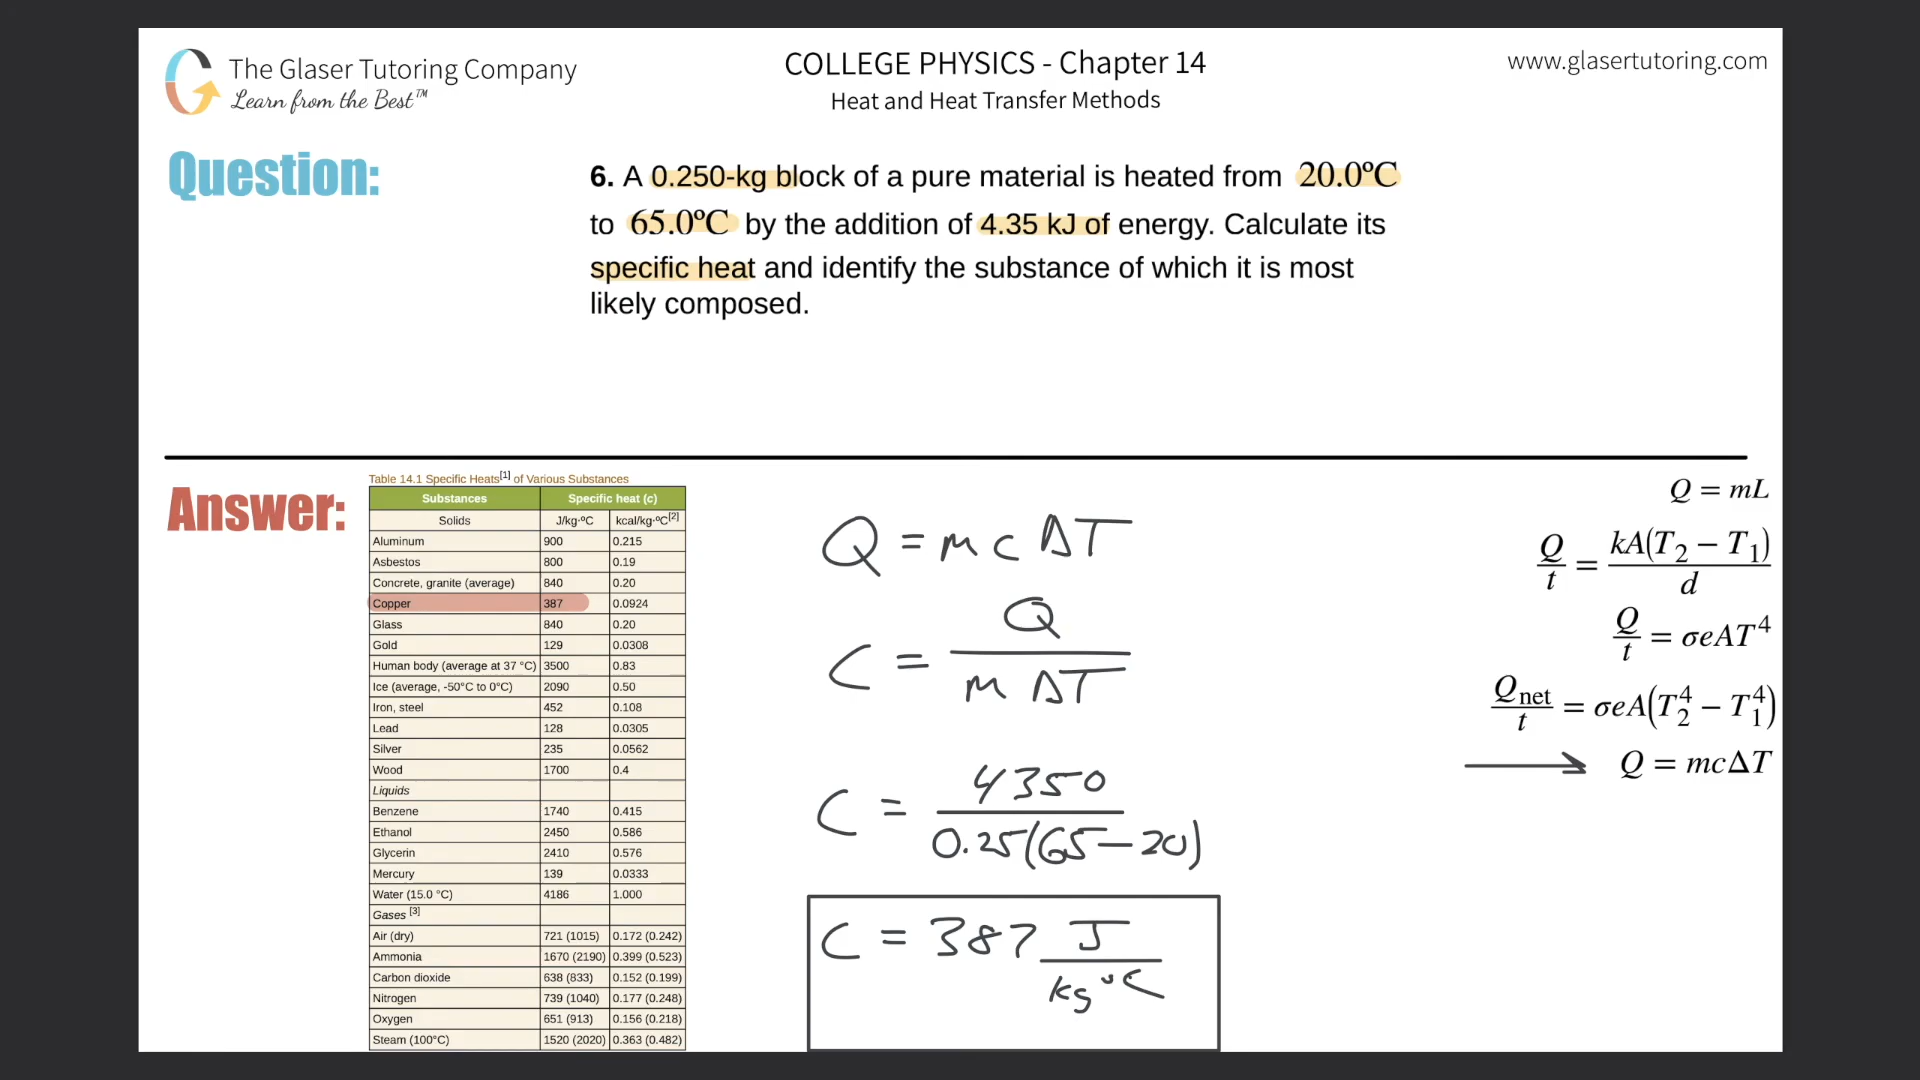 The Glaser Tutoring Company
Learn from the Best™
COLLEGE PHYSICS - Chapter 14
Heat and Heat Transfer Methods
www.glasertutoring.com
Question:
6. A 0.250-kg block of a pure material is heated from 20.0ºC
to 65.0ºC by the addition of 4.35 kJ of energy. Calculate its
specific heat and identify the substance of which it is most
likely composed.
Answer:
Table 14.1 Specific Heats[1] of Various Substances
Substances Specific heat (c)
Solids J/kg·ºC kcal/kg·ºC[2]
Aluminum 900 0.215
Asbestos 800 0.19
Concrete, granite (average) 840 0.20
Copper 387 0.0924
Glass 840 0.20
Gold 129 0.0308
Human body (average at 37 °C) 3500 0.83
Ice (average, -50°C to 0°C) 2090 0.50
Iron, steel 452 0.108
Lead 128 0.0305
Silver 235 0.0562
Wood 1700 0.4
Liquids
Benzene 1740 0.415
Ethanol 2450 0.586
Glycerin 2410 0.576
Mercury 139 0.0333
Water (15.0 °C) 4186 1.000
Gases [3]
Air (dry) 721 (1015) 0.172 (0.242)
Ammonia 1670 (2190) 0.399 (0.523)
Carbon dioxide 638 (833) 0.152 (0.199)
Nitrogen 739 (1040) 0.177 (0.248)
Oxygen 651 (913) 0.156 (0.218)
Steam (100°C) 1520 (2020) 0.363 (0.482)
Q = m c ΔT
C = Q / m ΔT
C = 4350 / 0.25(65-20)
C = 387 J / kg °C
Q = mL
Q/t = kA(T₂ − T₁)/d
Q/t = σeAT⁴
Qnet/t = σeA(T₂⁴ − T₁⁴)
Q = mcΔT